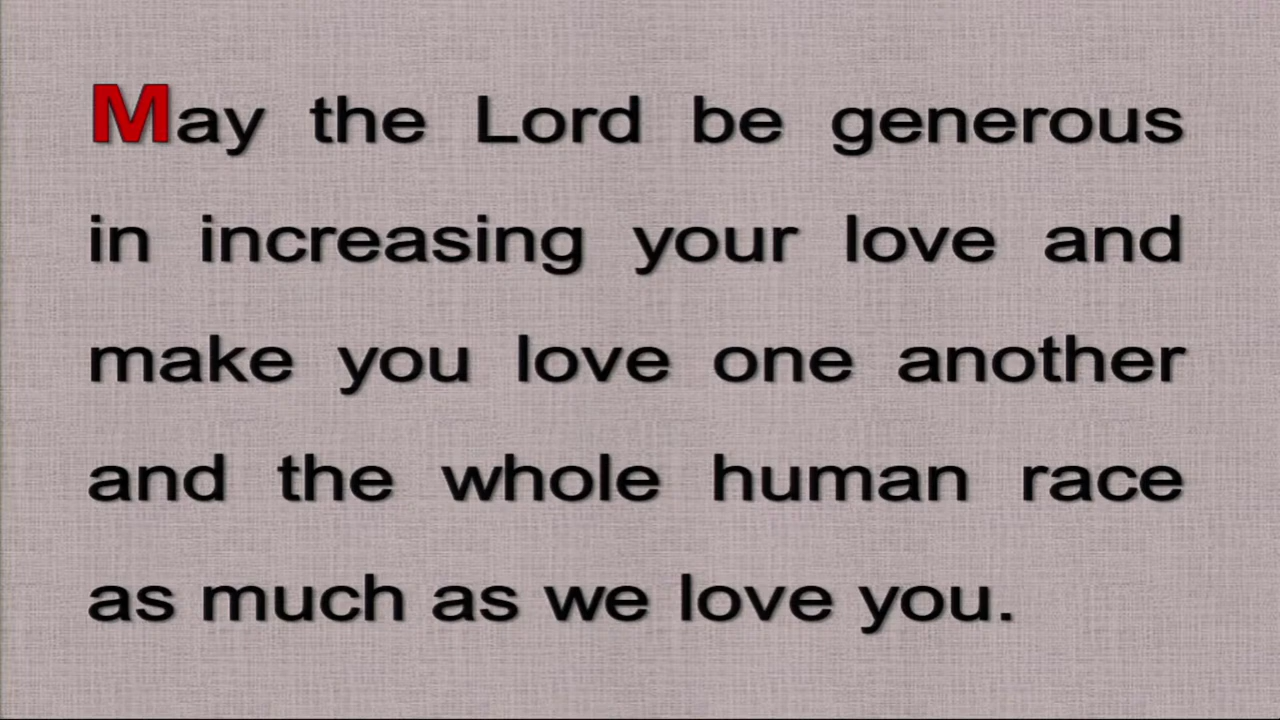 May the Lord be generous
in increasing your love and
make you love one another
and the whole human race
as much as we love you.